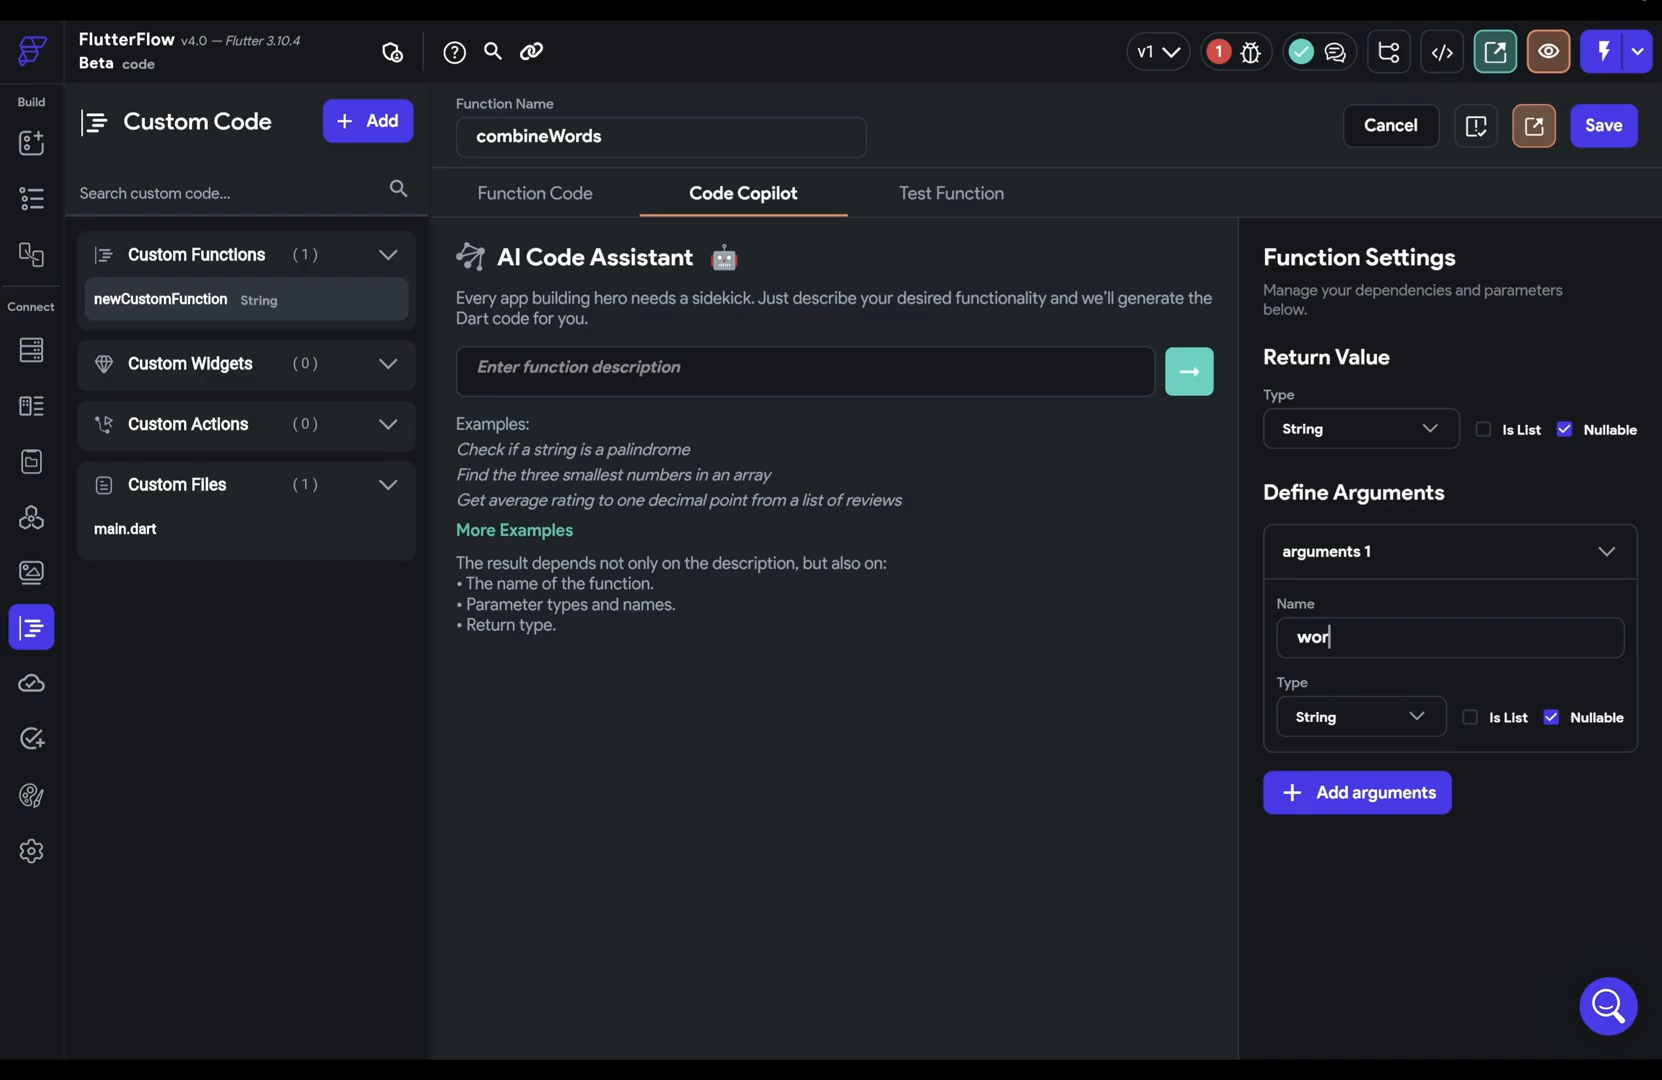 FlutterFlow v4.0 — Flutter 3.10.4
Beta code
v1
1
Build
Connect
Custom Code
+ Add
Search custom code...
Custom Functions (1)
newCustomFunction String
Custom Widgets (0)
Custom Actions (0)
Custom Files (1)
main.dart
Function Name
combineWords
Cancel
Save
Function Code
Code Copilot
Test Function
AI Code Assistant
Every app building hero needs a sidekick. Just describe your desired functionality and we'll generate the
Dart code for you.
Enter function description
Examples:
Check if a string is a palindrome
Find the three smallest numbers in an array
Get average rating to one decimal point from a list of reviews
More Examples
The result depends not only on the description, but also on:
• The name of the function.
• Parameter types and names.
• Return type.
Function Settings
Manage your dependencies and parameters
below.
Return Value
Type
String Is List Nullable
Define Arguments
arguments 1
Name
wor
Type
String Is List Nullable
+ Add arguments